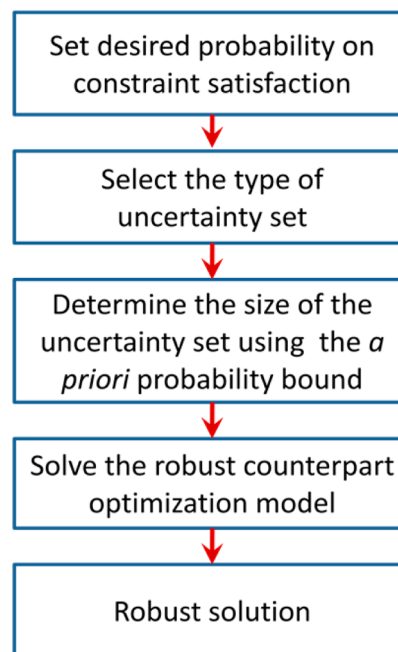 Set desired probability on
constraint satisfaction
Select the type of
uncertainty set
Determine the size of the
uncertainty set using the a
priori probability bound
Solve the robust counterpart
optimization model
Robust solution